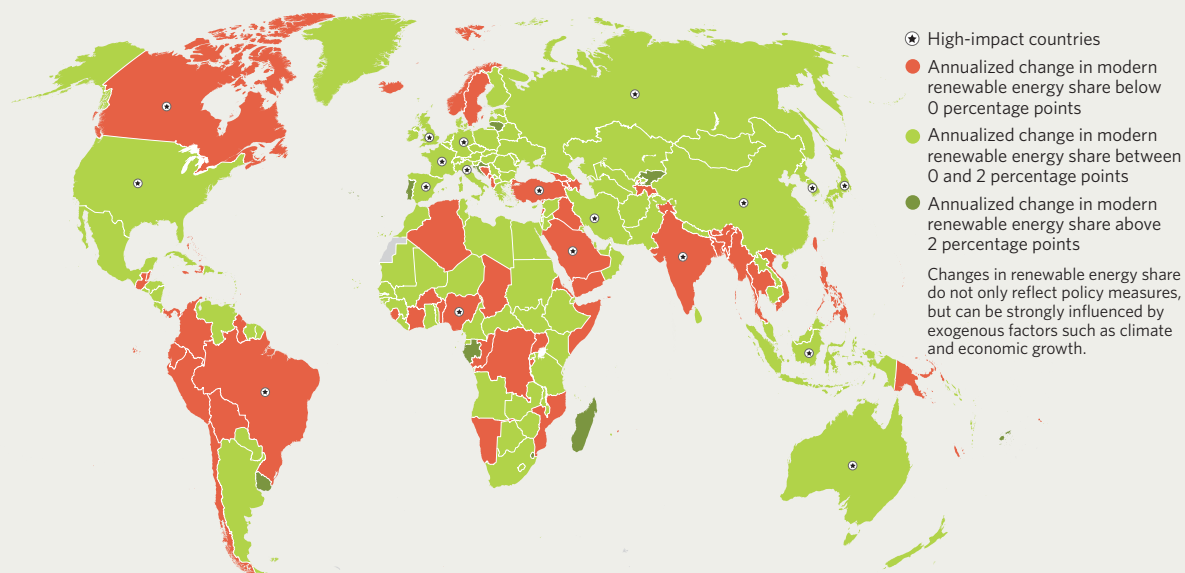 High-impact countries
Annualized change in modern
renewable energy share below
0 percentage points
Annualized change in modern
renewable energy share between
0 and 2 percentage points
Annualized change in modern
renewable energy share above
2 percentage points
Changes in renewable energy share
do not only reflect policy measures,
but can be strongly influenced by
exogenous factors such as climate
and economic growth.